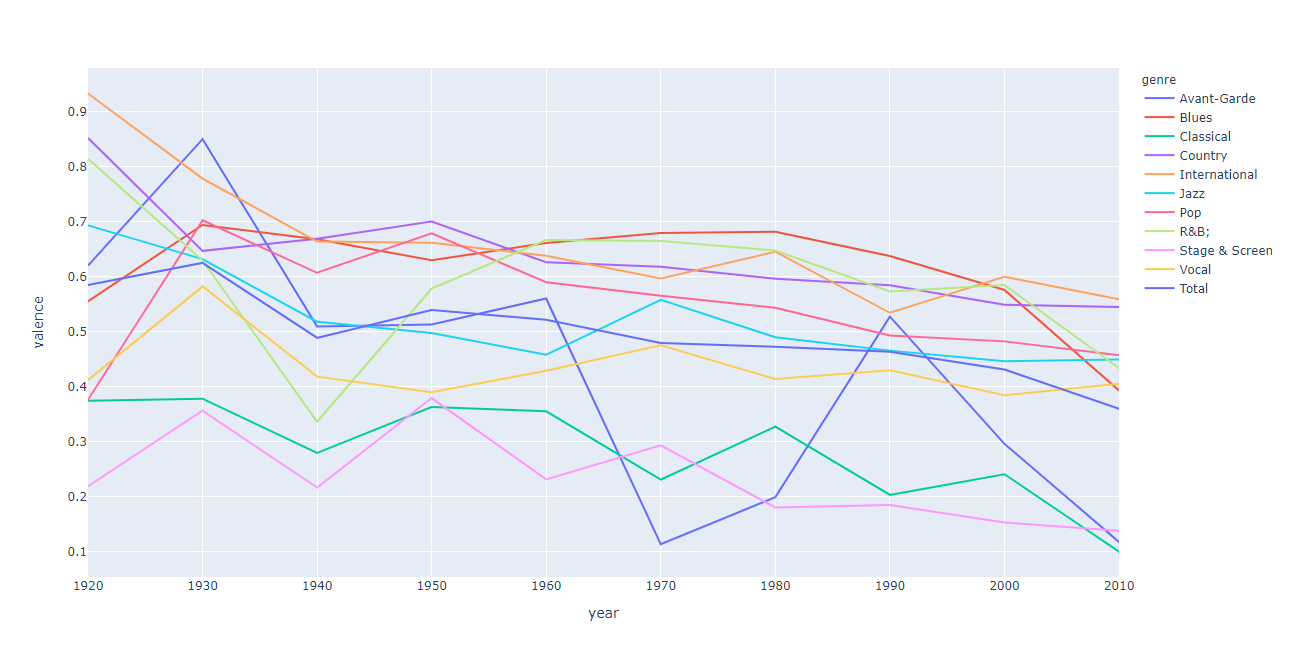 genre
Avant-Garde
Blues
Classical
Country
International
Jazz
Pop
R&B;
Stage & Screen
Vocal
Total
0.9
0.8
0.7
0.6
0.5
0.4
0.3
0.2
0.1
valence
1920 1930 1940 1950 1960 1970 1980 1990 2000 2010
year